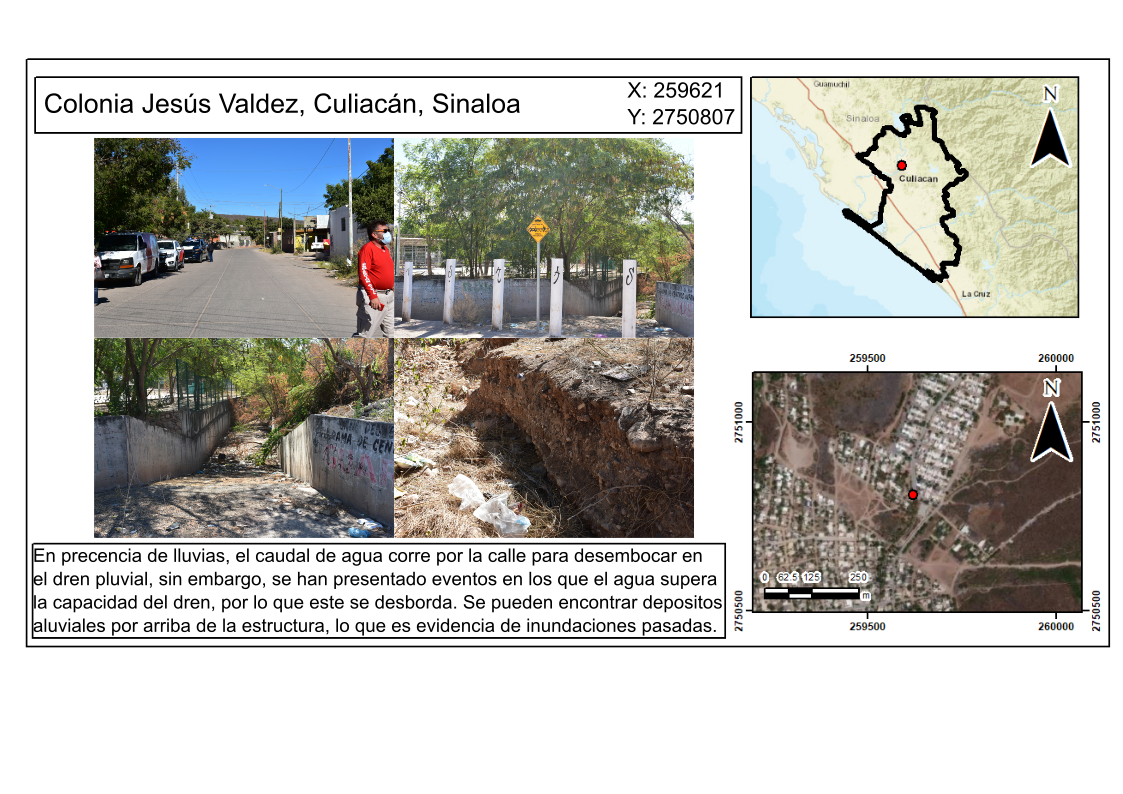 Colonia Jesús Valdez, Culiacán, Sinaloa
X: 259621
Y: 2750807
En precencia de lluvias, el caudal de agua corre por la calle para desembocar en
el dren pluvial, sin embargo, se han presentado eventos en los que el agua supera
la capacidad del dren, por lo que este se desborda. Se pueden encontrar depositos
aluviales por arriba de la estructura, lo que es evidencia de inundaciones pasadas.
Guamuchil
Sinaloa
Culiacan
La Cruz
N
259500 260000
2751000 2751000
N
0 62.5 125 250
m
2750500 2750500
259500 260000